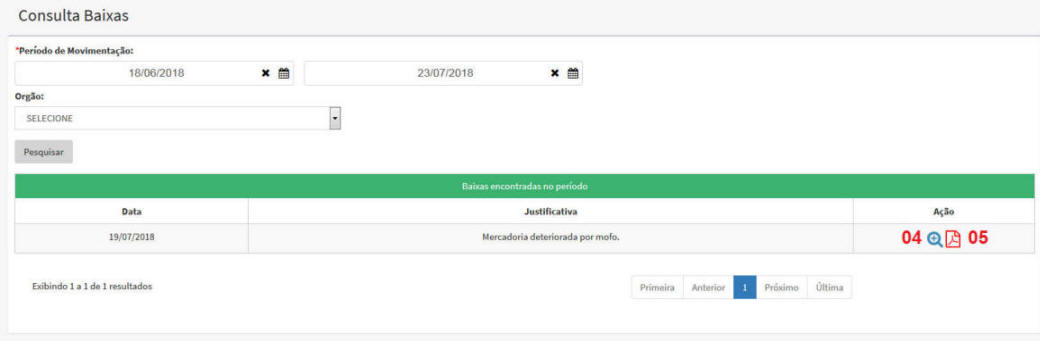 Consulta Baixas
*Período de Movimentação:
18/06/2018 23/07/2018
Orgão:
SELECIONE
Pesquisar
Baixas encontradas no período
Data Justificativa Ação
19/07/2018 Mercadoria deteriorada por mofo. 04 05
Exibindo 1 a 1 de 1 resultados Primeira Anterior 1 Próximo Última